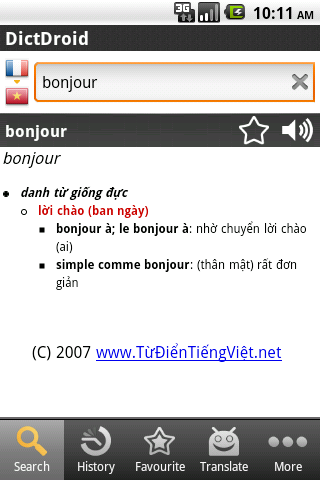 3G 10:11 AM
DictDroid
bonjour
bonjour
bonjour
danh từ giống đực
lời chào (ban ngày)
bonjour à; le bonjour à: nhờ chuyển lời chào
(ai)
simple comme bonjour: (thân mật) rất đơn
giản
(C) 2007 www.TừĐiểnTiếngViệt.net
Search History Favourite Translate More